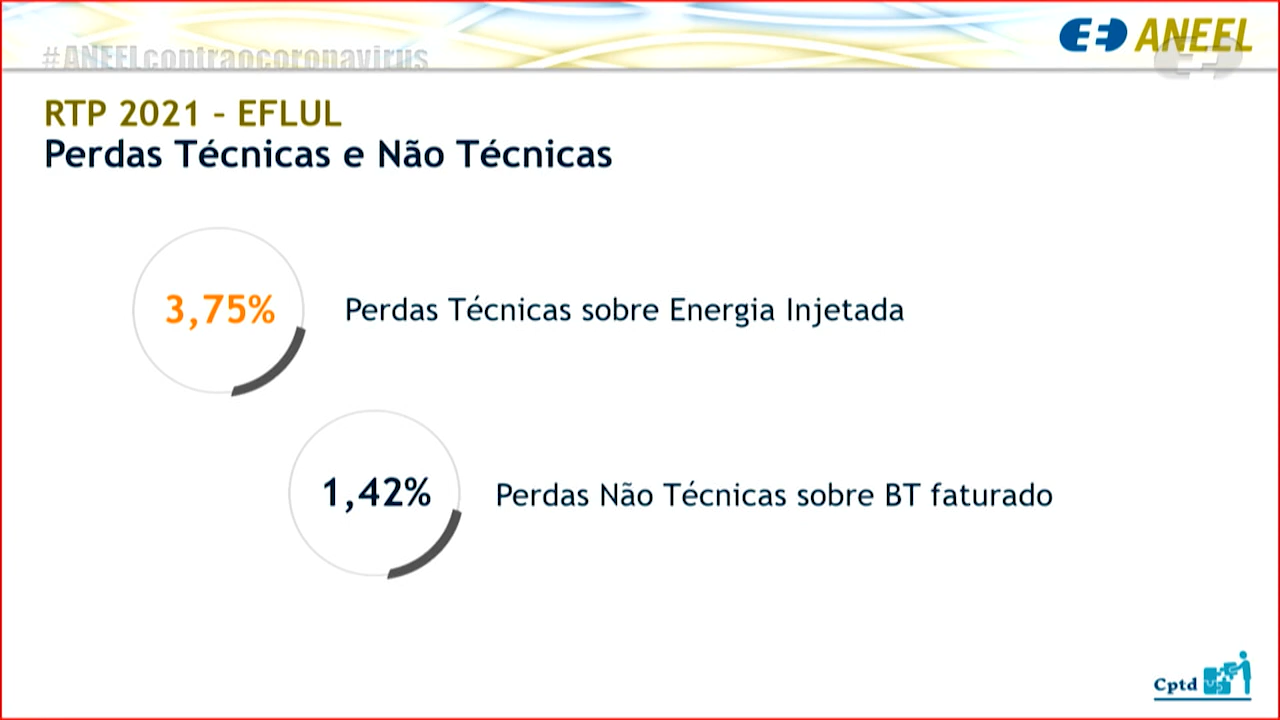 #ANEELcontraocoronavirus
ANEEL
RTP 2021 – EFLUL
Perdas Técnicas e Não Técnicas
3,75%
Perdas Técnicas sobre Energia Injetada
1,42%
Perdas Não Técnicas sobre BT faturado
Cptd